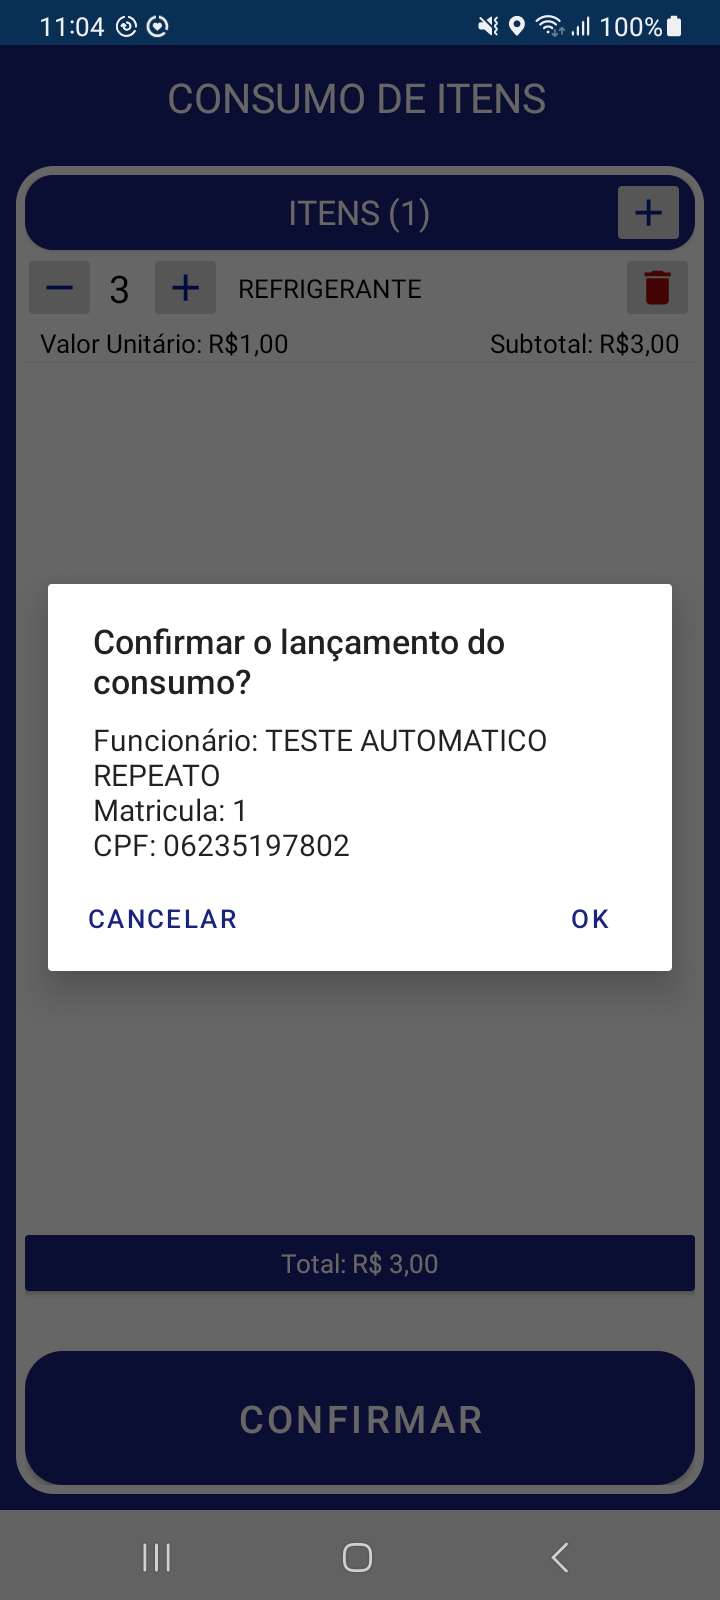 11:04
100%
CONSUMO DE ITENS
ITENS (1)
3
REFRIGERANTE
Valor Unitário: R$1,00
Subtotal: R$3,00
Confirmar o lançamento do
consumo?
Funcionário: TESTE AUTOMATICO
REPEATO
Matricula: 1
CPF: 06235197802
CANCELAR
OK
Total: R$ 3,00
CONFIRMAR